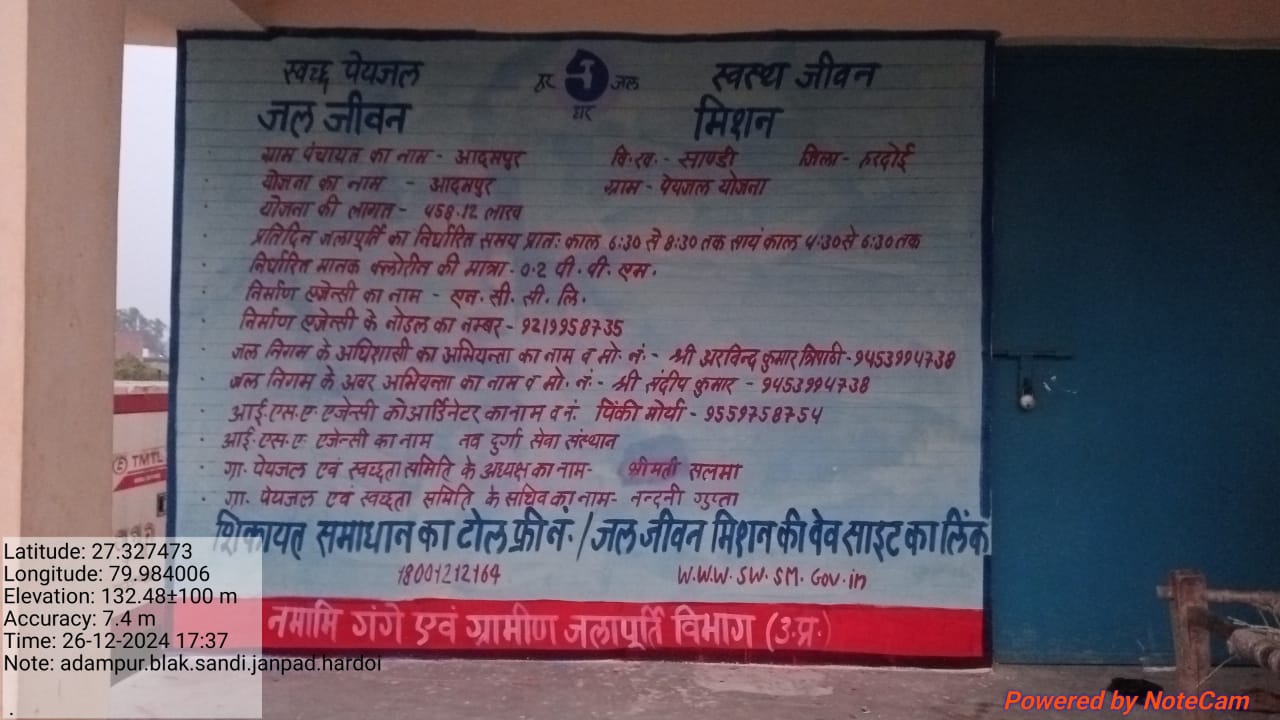 स्वच्छ पेयजल हर घर जल स्वस्थ जीवन
जल जीवन मिशन
ग्राम पंचायत का नाम - आदमपुर वि.ख. - साण्डी जिला - हरदोई
योजना का नाम - आदमपुर ग्राम - पेयजल योजना
योजना की लागत - 458.12 लाख
प्रतिदिन जलापूर्ति का निर्धारित समय प्रातः काल 6:30 से 8:30 तक सायं काल 4:30 से 6:30 तक
निर्धारित मानक क्लोरीन की मात्रा - 0.2 पी. वी. एम.
निर्माण एजेन्सी का नाम - एन. सी. सी. लि.
निर्माण एजेन्सी के नोडल का नम्बर - 9219958735
जल निगम के अधिशासी का अभियन्ता का नाम व मो. नं. - श्री अरविन्द कुमार त्रिपाठी - 9453994738
जल निगम के अवर अभियन्ता का नाम व मो. नं. - श्री संदीप कुमार - 9453994738
आई.एस.ए. एजेन्सी कोआर्डिनेटर का नाम व नं. पिंकी मोर्या - 9559758754
आई.एस.ए. एजेन्सी का नाम नव दुर्गा सेवा संस्थान
गा. पेयजल एवं स्वच्छता समिति के अध्यक्ष का नाम - श्रीमती सलमा
गा. पेयजल एवं स्वच्छता समिति के सचिव का नाम - नन्दनी गुप्ता
शिकायत समाधान का टोल फ्री नं. / जल जीवन मिशन की वेव साइट का लिंक
18001212164 W.W.W. SW. SM. Gov.in
नमामि गंगे एवं ग्रामीण जलापूर्ति विभाग (उ.प्र.)
TMTL
Latitude: 27.327473
Longitude: 79.984006
Elevation: 132.48±100 m
Accuracy: 7.4 m
Time: 26-12-2024 17:37
Note: adampur.blak.sandi.janpad.hardoi
Powered by NoteCam